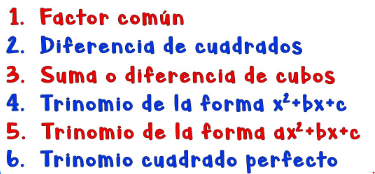 1. Factor común
2. Diferencia de cuadrados
3. Suma o diferencia de cubos
4. Trinomio de la forma x²+bx+c
5. Trinomio de la forma ax²+bx+c
6. Trinomio cuadrado perfecto